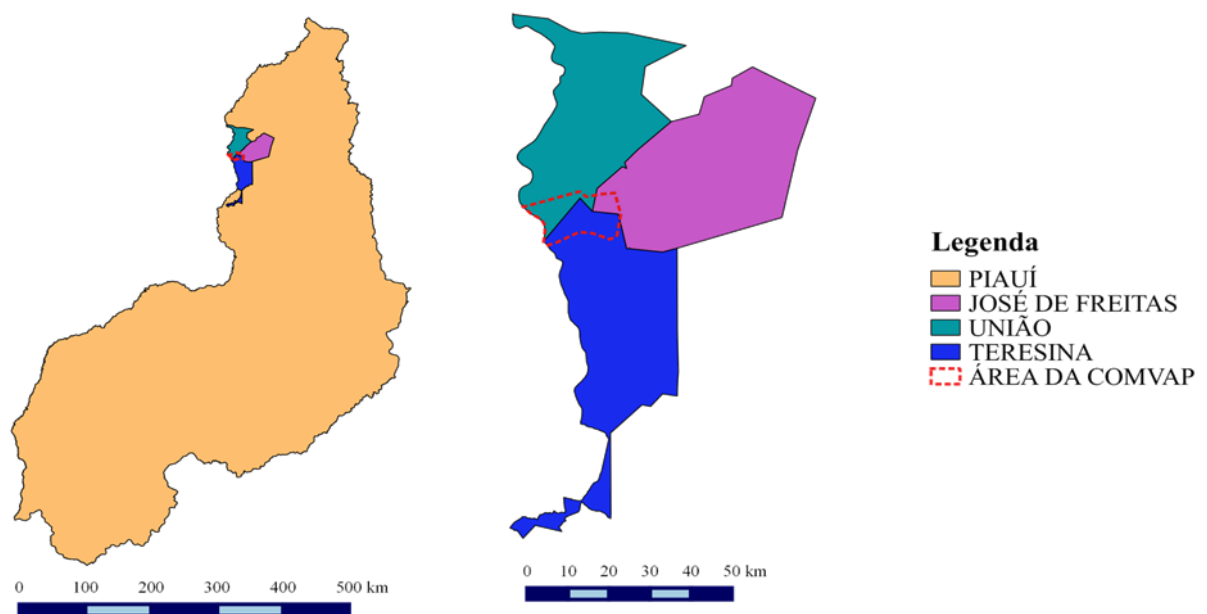 Legenda
PIAUÍ
JOSÉ DE FREITAS
UNIÃO
TERESINA
ÁREA DA COMVAP
0 100 200 300 400 500 km
0 10 20 30 40 50 km